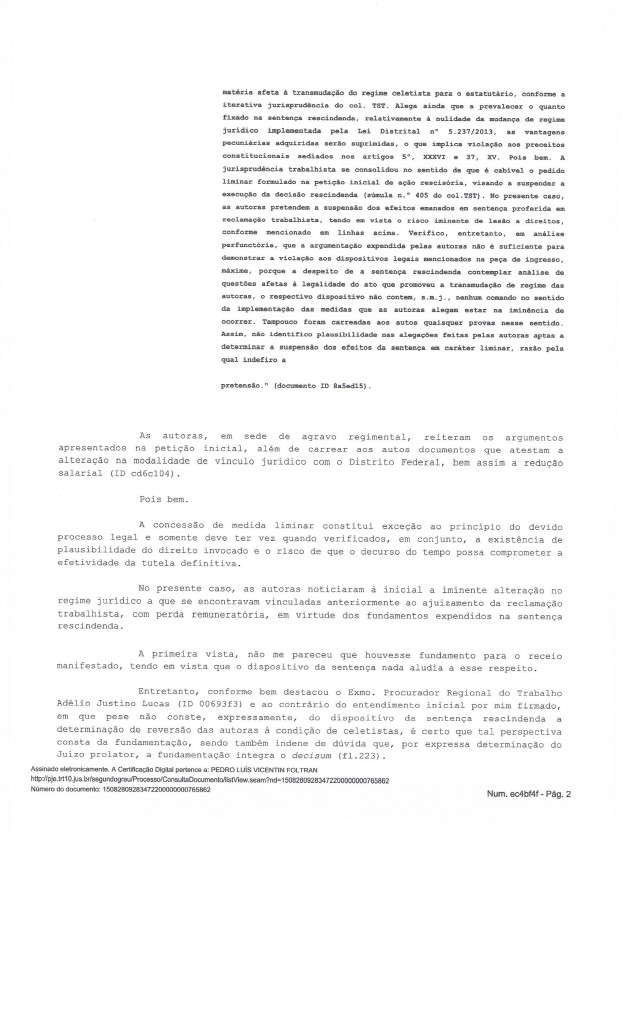 matéria afeta à transmudação do regime celetista para o estatutário, conforme a
iterativa jurisprudência do col. TST. Alega ainda que a prevalecer o quanto
fixado na sentença rescindenda, relativamente à nulidade da mudança de regime
jurídico implementada pela Lei Distrital n° 5.237/2013, as vantagens
pecuniárias adquiridas serão suprimidas, o que implica violação aos preceitos
constitucionais sediados nos artigos 5°, XXXVI e 37, XV. Pois bem. A
jurisprudência trabalhista se consolidou no sentido de que é cabível o pedido
liminar formulado na petição inicial de ação rescisória, visando a suspender a
execução da decisão rescindenda (súmula n.° 405 do col.TST). No presente caso,
as autoras pretendem a suspensão dos efeitos emanados em sentença proferida em
reclamação trabalhista, tendo em vista o risco iminente de lesão a direitos,
conforme mencionado em linhas acima. Verifico, entretanto, em análise
perfunctória, que a argumentação expendida pelas autoras não é suficiente para
demonstrar a violação aos dispositivos legais mencionados na peça de ingresso,
máxime, porque a despeito de a sentença rescindenda contemplar análise de
questões afetas à legalidade do ato que promoveu a transmudação de regime das
autoras, o respectivo dispositivo não contem, s.m.j., nenhum comando no sentido
da implementação das medidas que as autoras alegam estar na iminência de
ocorrer. Tampouco foram carreadas aos autos quaisquer provas nesse sentido.
Assim, não identifico plausibilidade nas alegações feitas pelas autoras aptas a
determinar a suspensão dos efeitos da sentença em caráter liminar, razão pela
qual indefiro a
pretensão." (documento ID 8a5ed15).
As autoras, em sede de agravo regimental, reiteram os argumentos
apresentados na petição inicial, além de carrear aos autos documentos que atestam a
alteração na modalidade de vínculo jurídico com o Distrito Federal, bem assim a redução
salarial (ID cd6c104).
Pois bem.
A concessão de medida liminar constitui exceção ao princípio do devido
processo legal e somente deve ter vez quando verificados, em conjunto, a existência de
plausibilidade do direito invocado e o risco de que o decurso do tempo possa comprometer a
efetividade da tutela definitiva.
No presente caso, as autoras noticiaram à inicial a iminente alteração no
regime jurídico a que se encontravam vinculadas anteriormente ao ajuizamento da reclamação
trabalhista, com perda remuneratória, em virtude dos fundamentos expendidos na sentença
rescindenda.
A primeira vista, não me pareceu que houvesse fundamento para o receio
manifestado, tendo em vista que o dispositivo da sentença nada aludia a esse respeito.
Entretanto, conforme bem destacou o Exmo. Procurador Regional do Trabalho
Adélio Justino Lucas (ID 00693f3) e ao contrário do entendimento inicial por mim firmado,
em que pese não conste, expressamente, do dispositivo da sentença rescindenda a
determinação de reversão das autoras à condição de celetistas, é certo que tal perspectiva
consta da fundamentação, sendo também indene de dúvida que, por expressa determinação do
Juízo prolator, a fundamentação integra o decisum (fl.223).
Assinado eletronicamente. A Certificação Digital pertence a: PEDRO LUÍS VICENTIN FOLTRAN
http://pje.trt10.jus.br/segundograu/Processo/ConsultaDocumento/listView.seam?nd=15082809283472200000000765862
Número do documento: 15082809283472200000000765862
Num. ec4bf4f - Pág. 2